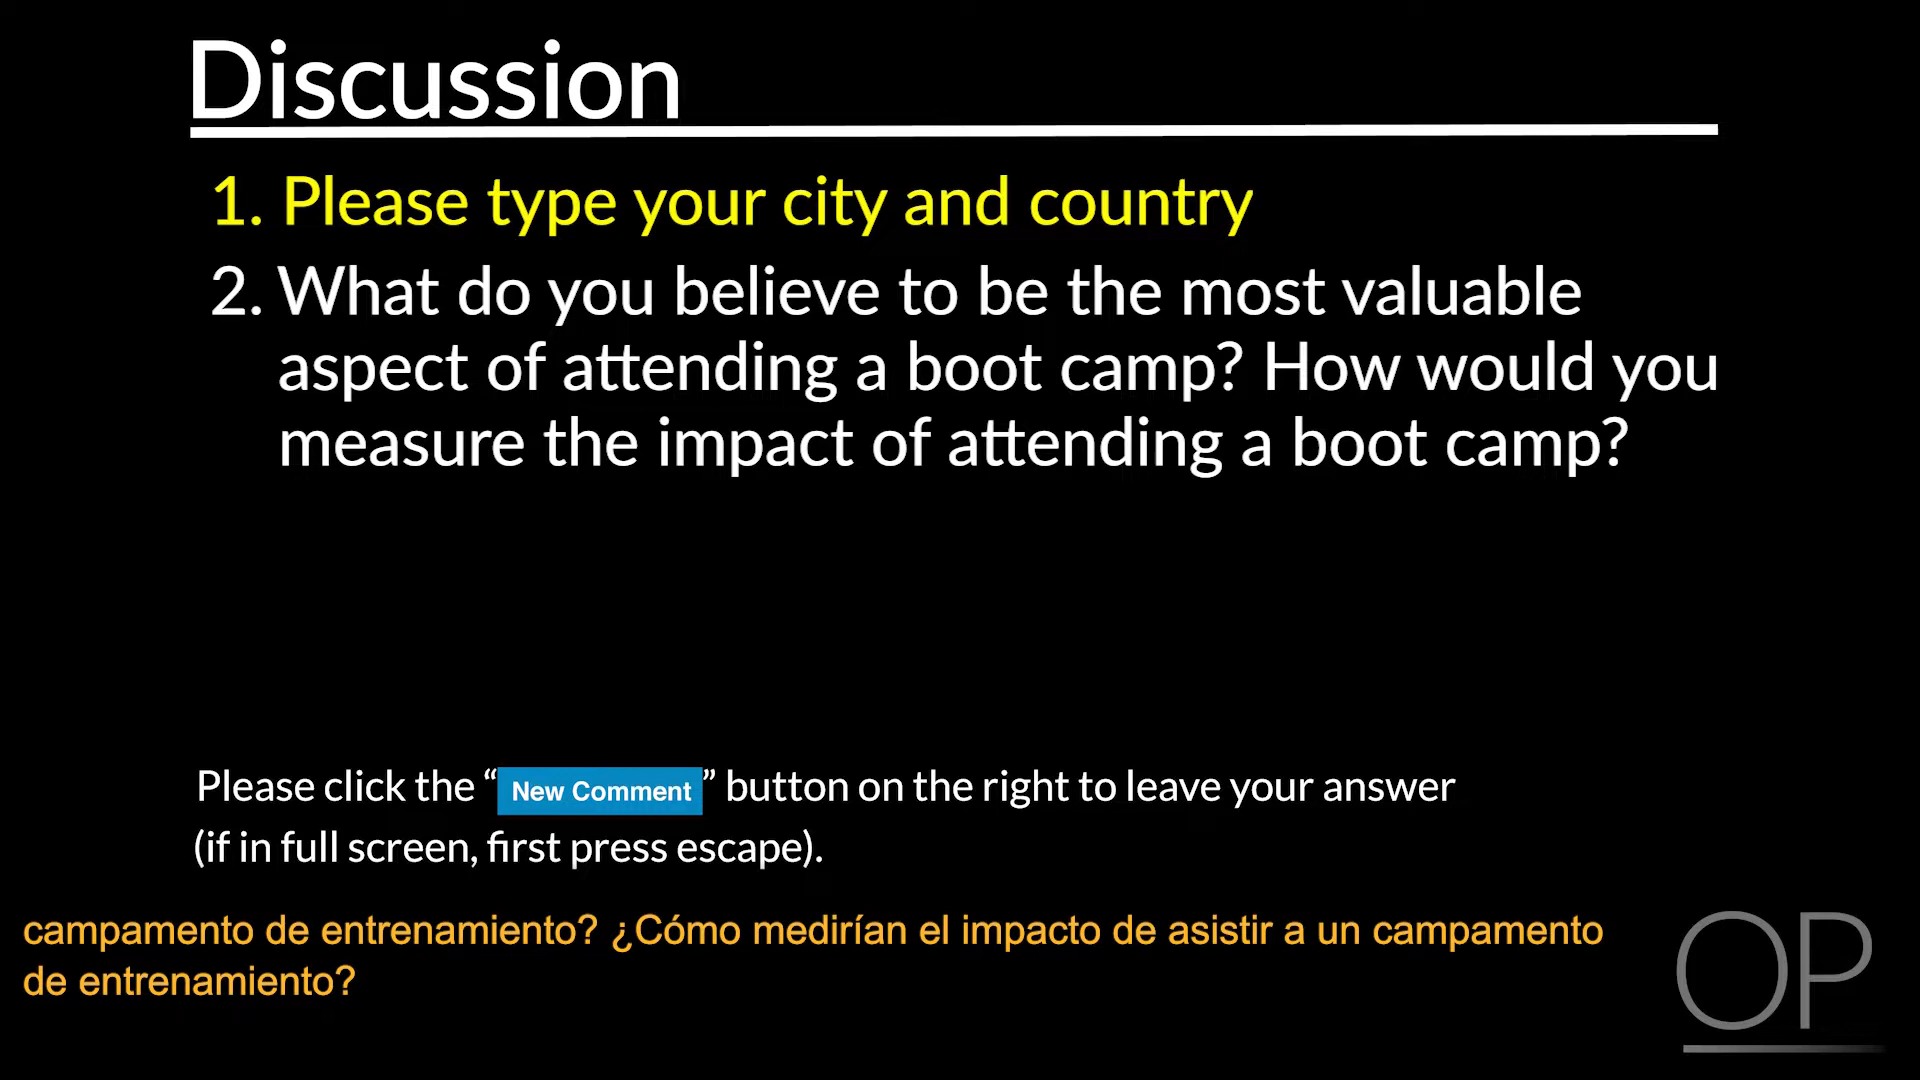 Discussion
1. Please type your city and country
2. What do you believe to be the most valuable
aspect of attending a boot camp? How would you
measure the impact of attending a boot camp?
Please click the “New Comment” button on the right to leave your answer
(if in full screen, first press escape).
campamento de entrenamiento? ¿Cómo medirían el impacto de asistir a un campamento
de entrenamiento?
OP